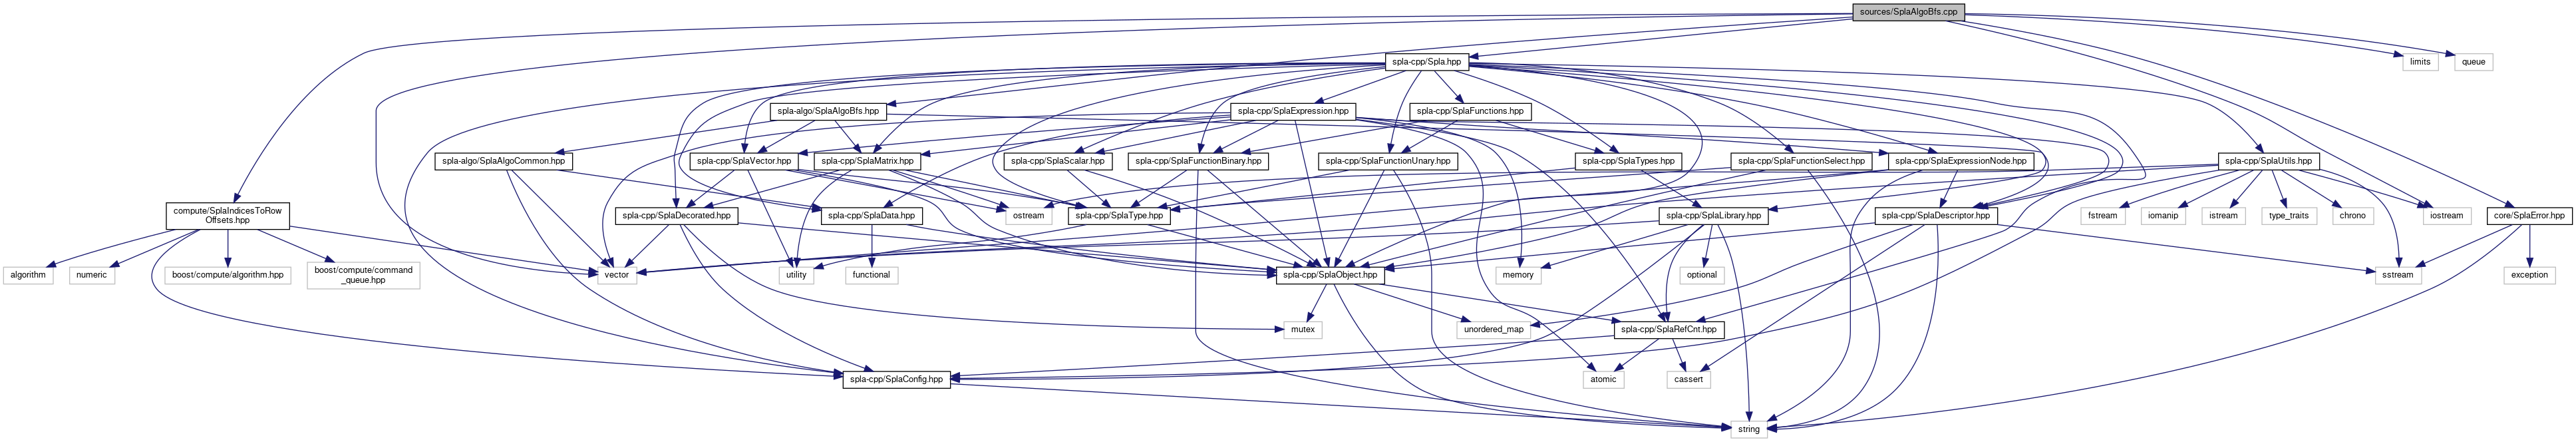 sources/SplaAlgoBfs.cpp
spla-cpp/Spla.hpp
limits
queue
spla-algo/SplaAlgoBfs.hpp
spla-cpp/SplaExpression.hpp
spla-cpp/SplaFunctions.hpp
spla-algo/SplaAlgoCommon.hpp
spla-cpp/SplaVector.hpp
spla-cpp/SplaMatrix.hpp
spla-cpp/SplaScalar.hpp
spla-cpp/SplaFunctionBinary.hpp
spla-cpp/SplaFunctionUnary.hpp
spla-cpp/SplaTypes.hpp
spla-cpp/SplaFunctionSelect.hpp
spla-cpp/SplaExpressionNode.hpp
spla-cpp/SplaUtils.hpp
compute/SplaIndicesToRow
Offsets.hpp
spla-cpp/SplaDecorated.hpp
spla-cpp/SplaData.hpp
ostream
spla-cpp/SplaType.hpp
spla-cpp/SplaLibrary.hpp
spla-cpp/SplaDescriptor.hpp
fstream
iomanip
istream
type_traits
chrono
iostream
core/SplaError.hpp
algorithm
numeric
boost/compute/algorithm.hpp
boost/compute/command
_queue.hpp
vector
utility
functional
spla-cpp/SplaObject.hpp
memory
optional
sstream
exception
mutex
unordered_map
spla-cpp/SplaRefCnt.hpp
spla-cpp/SplaConfig.hpp
atomic
cassert
string